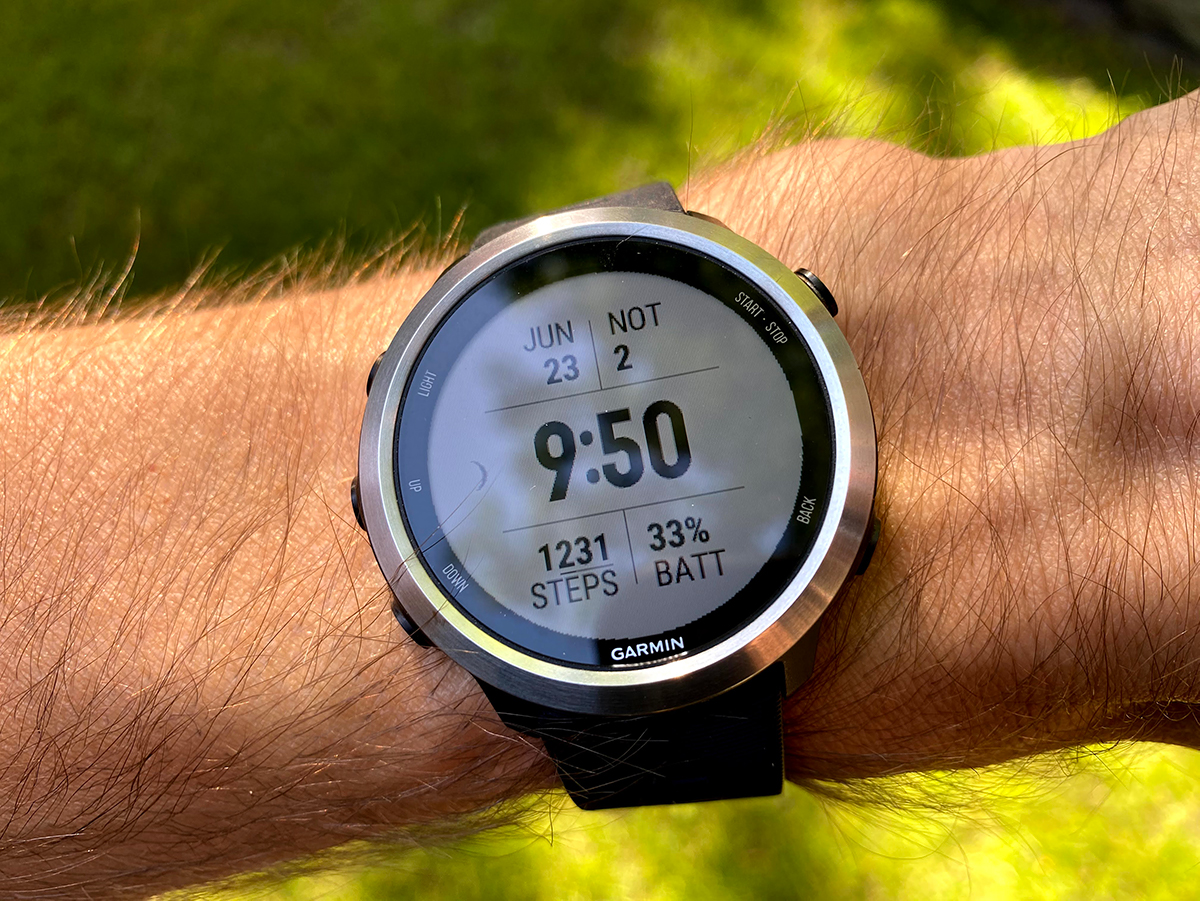 START · STOP
LIGHT
JUN NOT
23 2
9:50
UP
BACK
1231 33%
STEPS BATT
DOWN
GARMIN